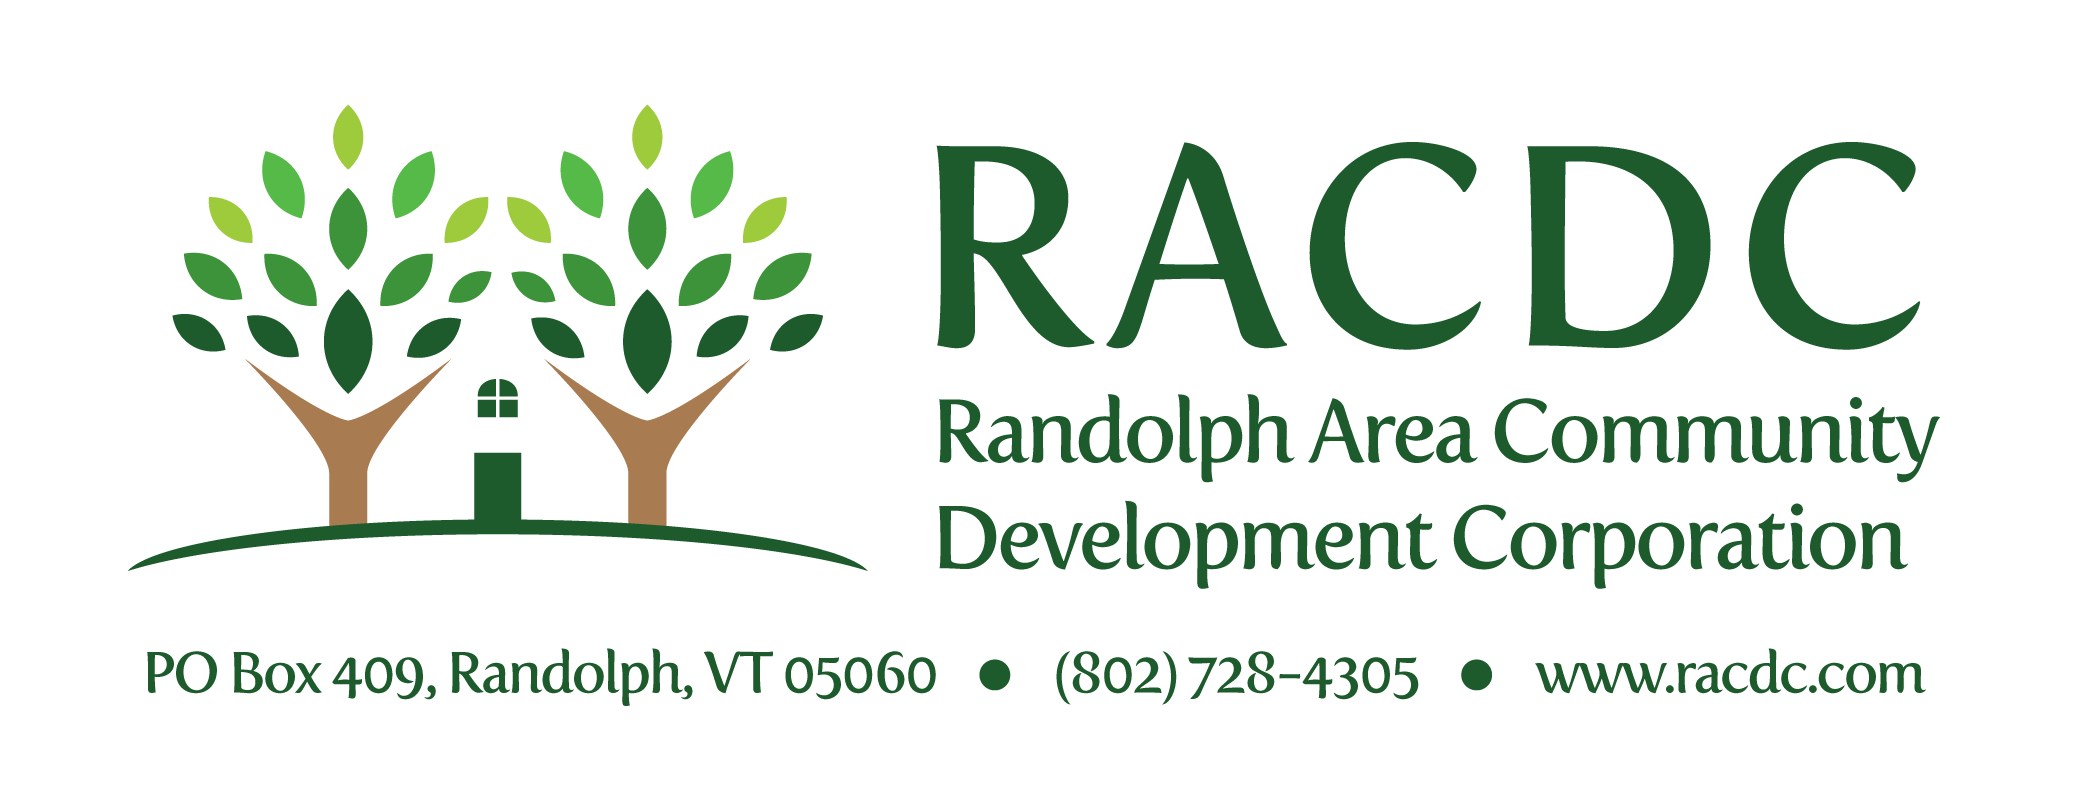 RACDC
Randolph Area Community
Development Corporation
PO Box 409, Randolph, VT 05060 ● (802) 728-4305 ● www.racdc.com